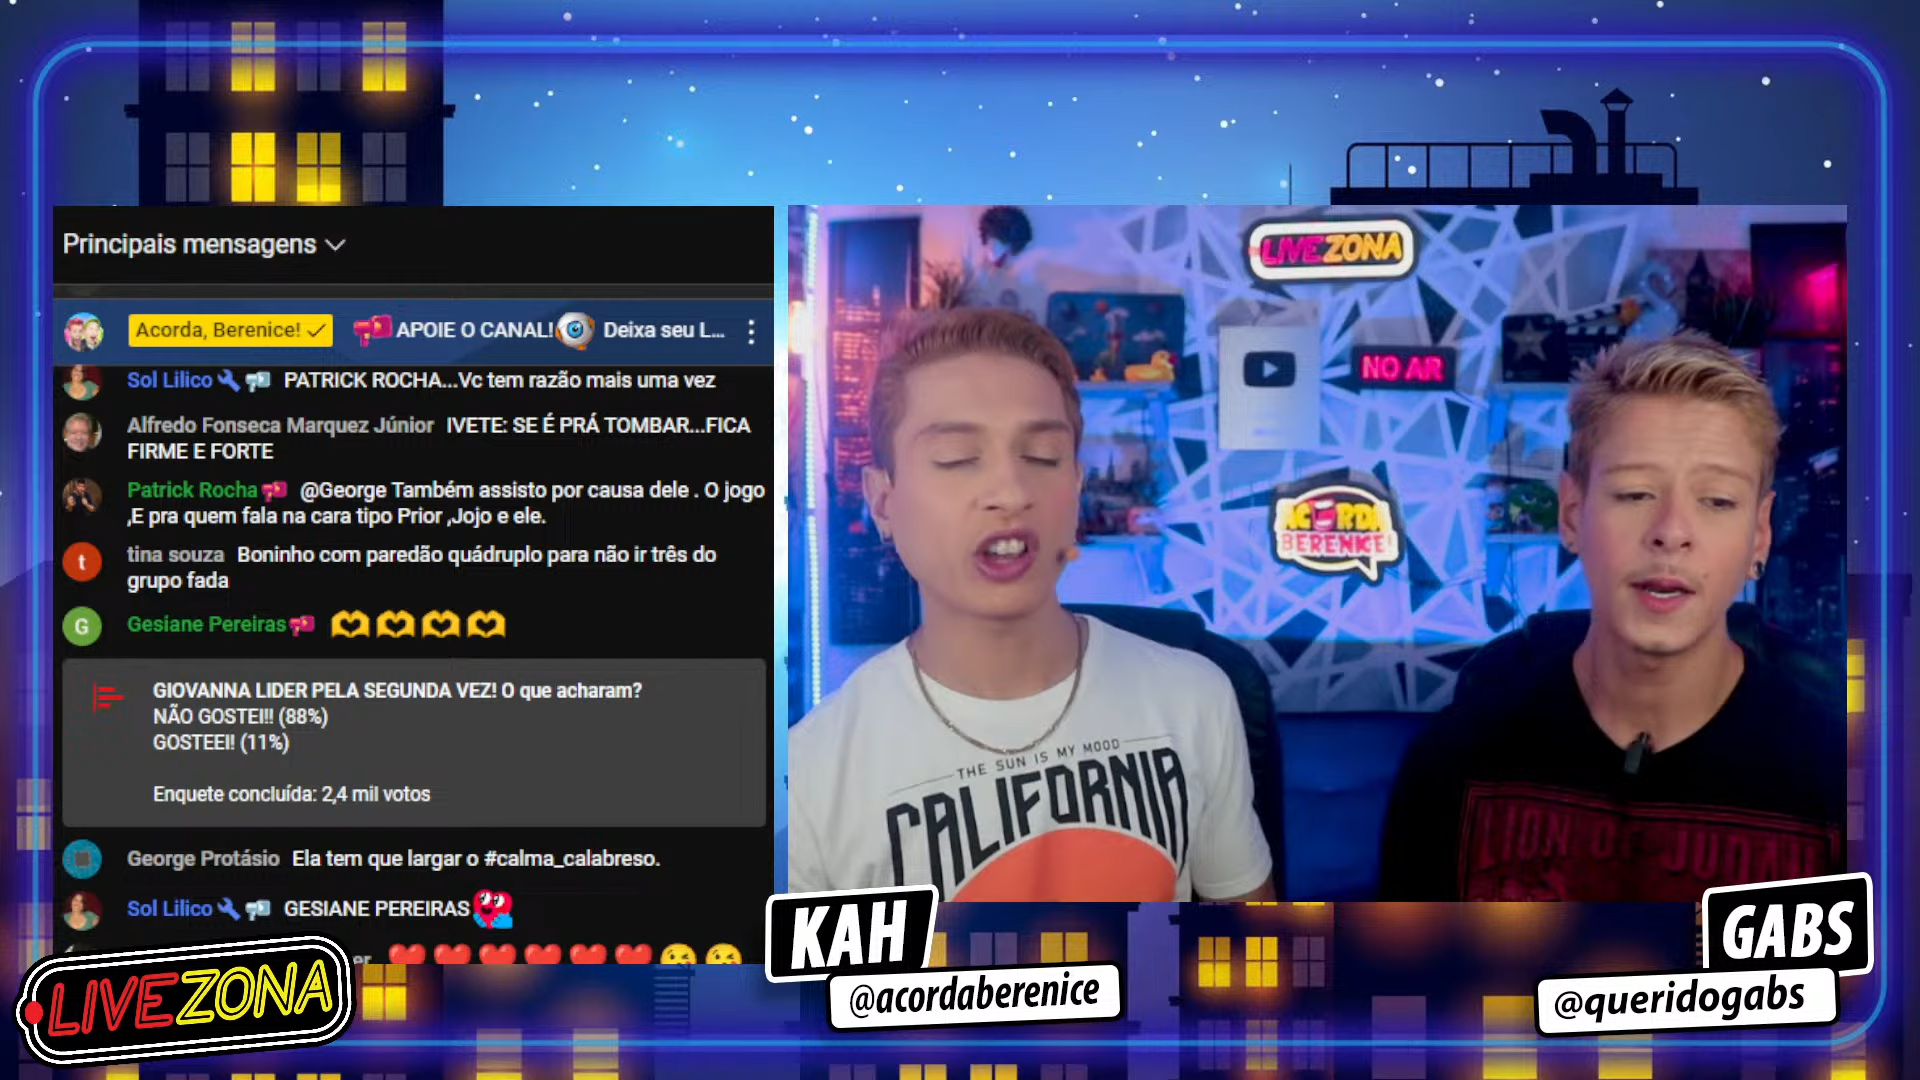 Principais mensagens
Acorda, Berenice! APOIE O CANAL! Deixa seu L...
Sol Lilico PATRICK ROCHA...Vc tem razão mais uma vez
Alfredo Fonseca Marquez Júnior IVETE: SE É PRÁ TOMBAR...FICA
FIRME E FORTE
Patrick Rocha @George Também assisto por causa dele . O jogo
,E pra quem fala na cara tipo Prior ,Jojo e ele.
t
tina souza Boninho com paredão quádruplo para não ir três do
grupo fada
G
Gesiane Pereiras
GIOVANNA LIDER PELA SEGUNDA VEZ! O que acharam?
NÃO GOSTEI!! (88%)
GOSTEEI! (11%)
Enquete concluída: 2,4 mil votos
George Protásio Ela tem que largar o #calma_calabreso.
Sol Lilico GESIANE PEREIRAS
LIVEZONA
LIVEZONA
NO AR
ACORDA
BERENICE!
THE SUN IS MY MOOD
CALIFORNIA
LION OF JUDAH
KAH
@acordaberenice
GABS
@queridogabs